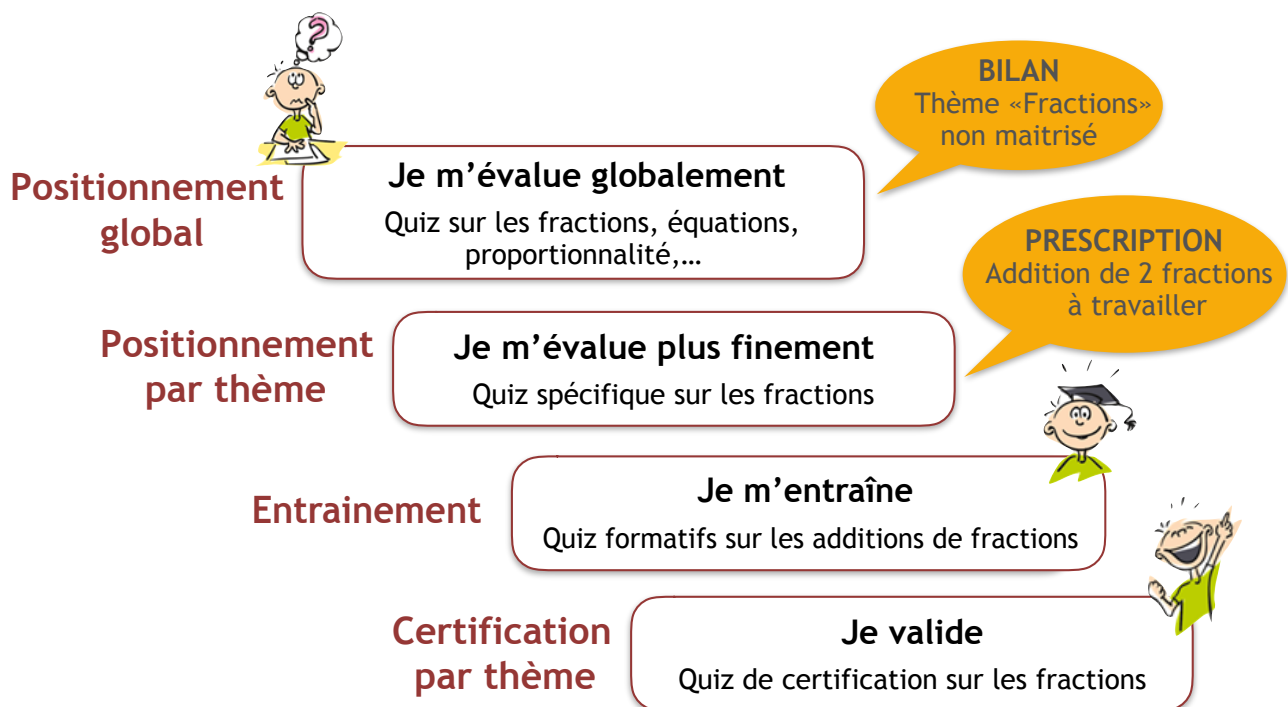 ?
BILAN
Thème «Fractions»
non maitrisé
Positionnement
global
Je m’évalue globalement
Quiz sur les fractions, équations,
proportionnalité,…
PRESCRIPTION
Addition de 2 fractions
à travailler
Positionnement
par thème
Je m’évalue plus finement
Quiz spécifique sur les fractions
Entrainement
Je m’entraîne
Quiz formatifs sur les additions de fractions
Certification
par thème
Je valide
Quiz de certification sur les fractions